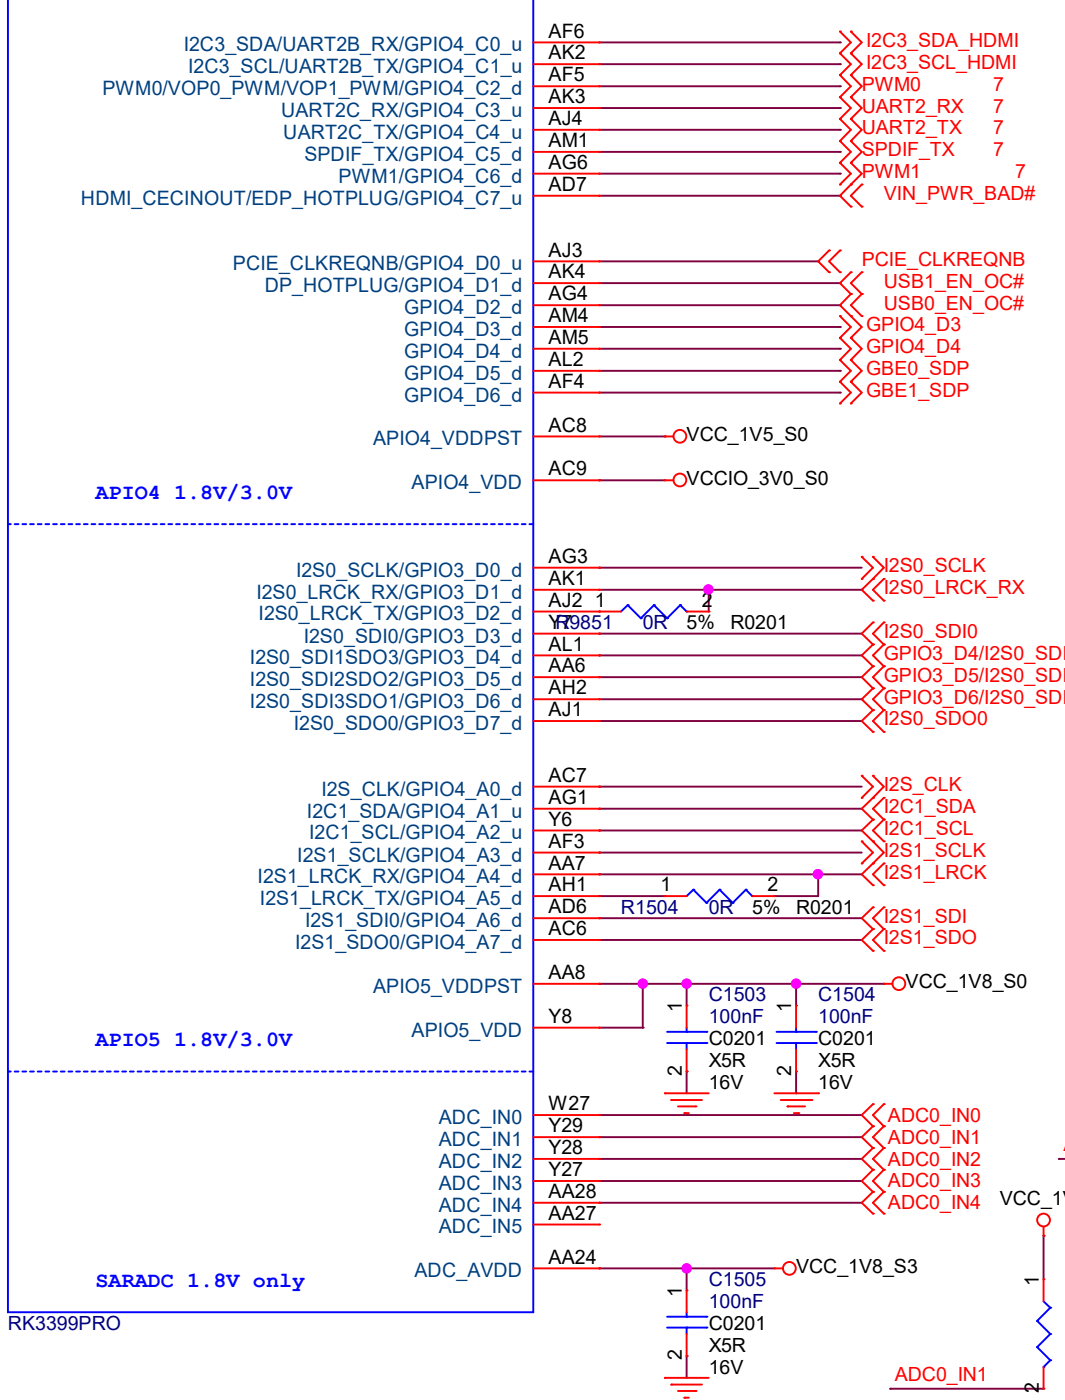 I2C3_SDA/UART2B_RX/GPIO4_C0_u AF6 I2C3_SDA_HDMI
I2C3_SCL/UART2B_TX/GPIO4_C1_u AK2 I2C3_SCL_HDMI
PWM0/VOP0_PWM/VOP1_PWM/GPIO4_C2_d AF5 PWM0 7
UART2C_RX/GPIO4_C3_u AK3 UART2_RX 7
UART2C_TX/GPIO4_C4_u AJ4 UART2_TX 7
SPDIF_TX/GPIO4_C5_d AM1 SPDIF_TX 7
PWM1/GPIO4_C6_d AG6 PWM1 7
HDMI_CECINOUT/EDP_HOTPLUG/GPIO4_C7_u AD7 VIN_PWR_BAD#
PCIE_CLKREQNB/GPIO4_D0_u AJ3 PCIE_CLKREQNB
DP_HOTPLUG/GPIO4_D1_d AK4 USB1_EN_OC#
GPIO4_D2_d AG4 USB0_EN_OC#
GPIO4_D3_d AM4 GPIO4_D3
GPIO4_D4_d AM5 GPIO4_D4
GPIO4_D5_d AL2 GBE0_SDP
GPIO4_D6_d AF4 GBE1_SDP
APIO4_VDDPST AC8 VCC_1V5_S0
APIO4_VDD AC9 VCCIO_3V0_S0
APIO4 1.8V/3.0V
I2S0_SCLK/GPIO3_D0_d AG3 I2S0_SCLK
I2S0_LRCK_RX/GPIO3_D1_d AK1 I2S0_LRCK_RX
I2S0_LRCK_TX/GPIO3_D2_d AJ2 1 2
R9851 0R 5% R0201
I2S0_SDI0/GPIO3_D3_d Y7 I2S0_SDI0
I2S0_SDI1SDO3/GPIO3_D4_d AL1 GPIO3_D4/I2S0_SDI
I2S0_SDI2SDO2/GPIO3_D5_d AA6 GPIO3_D5/I2S0_SDI
I2S0_SDI3SDO1/GPIO3_D6_d AH2 GPIO3_D6/I2S0_SDI
I2S0_SDO0/GPIO3_D7_d AJ1 I2S0_SDO0
I2S_CLK/GPIO4_A0_d AC7 I2S_CLK
I2C1_SDA/GPIO4_A1_u AG1 I2C1_SDA
I2C1_SCL/GPIO4_A2_u Y6 I2C1_SCL
I2S1_SCLK/GPIO4_A3_d AF3 I2S1_SCLK
I2S1_LRCK_RX/GPIO4_A4_d AA7 I2S1_LRCK
I2S1_LRCK_TX/GPIO4_A5_d AH1 1 2
R1504 0R 5% R0201
I2S1_SDI0/GPIO4_A6_d AD6 I2S1_SDI
I2S1_SDO0/GPIO4_A7_d AC6 I2S1_SDO
APIO5_VDDPST AA8 VCC_1V8_S0
APIO5_VDD Y8
1 C1503 1 C1504
100nF 100nF
C0201 C0201
X5R X5R
2 16V 2 16V
APIO5 1.8V/3.0V
ADC_IN0 W27 ADC0_IN0
ADC_IN1 Y29 ADC0_IN1
ADC_IN2 Y28 ADC0_IN2
ADC_IN3 Y27 ADC0_IN3
ADC_IN4 AA28 ADC0_IN4
ADC_IN5 AA27
VCC_1V
ADC_AVDD AA24 VCC_1V8_S3
SARADC 1.8V only
1 C1505
100nF
C0201
X5R
2 16V
RK3399PRO
1
ADC0_IN1
2